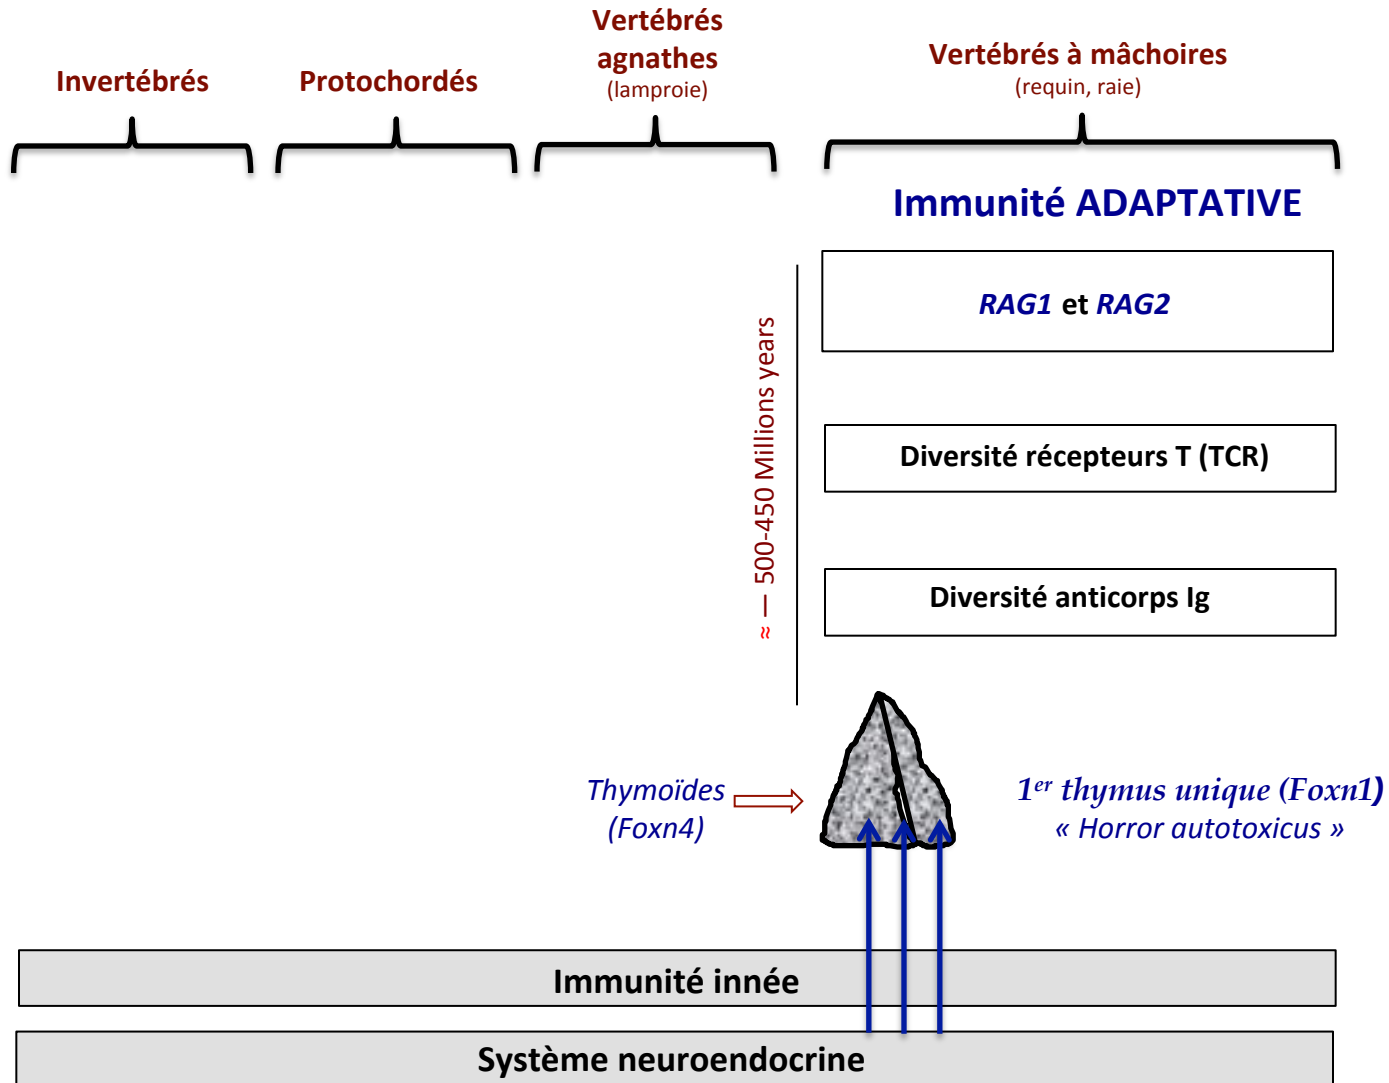 Invertébrés
Protochordés
Vertébrés
agnathes
(lamproie)
Vertébrés à mâchoires
(requin, raie)
Immunité ADAPTATIVE
RAG1 et RAG2
≈ — 500-450 Millions years
Diversité récepteurs T (TCR)
Diversité anticorps Ig
Thymoïdes
(Foxn4)
1er thymus unique (Foxn1)
« Horror autotoxicus »
Immunité innée
Système neuroendocrine